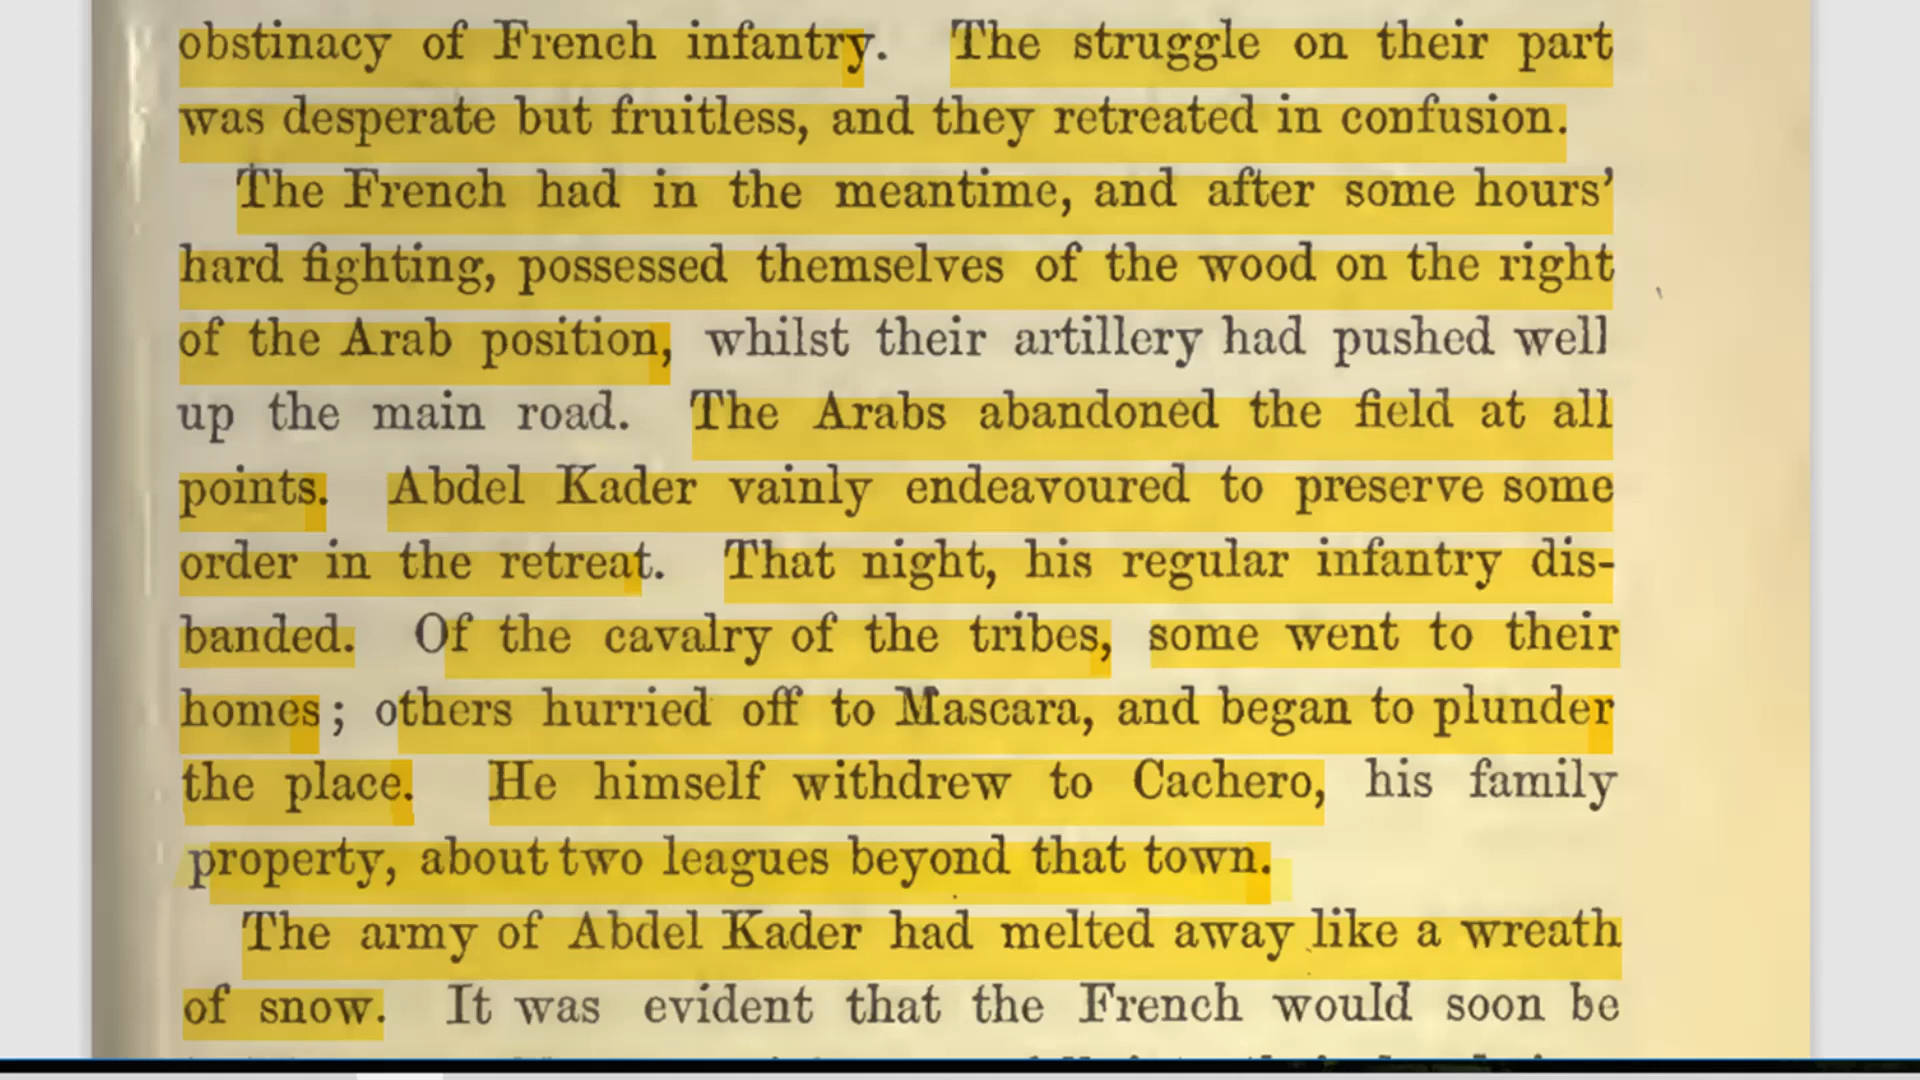 obstinacy of French infantry. The struggle on their part
was desperate but fruitless, and they retreated in confusion.
The French had in the meantime, and after some hours'
hard fighting, possessed themselves of the wood on the right
of the Arab position, whilst their artillery had pushed well
up the main road. The Arabs abandoned the field at all
points. Abdel Kader vainly endeavoured to preserve some
order in the retreat. That night, his regular infantry dis-
banded. Of the cavalry of the tribes, some went to their
homes; others hurried off to Mascara, and began to plunder
the place. He himself withdrew to Cachero, his family
property, about two leagues beyond that town.
The army of Abdel Kader had melted away like a wreath
of snow. It was evident that the French would soon be